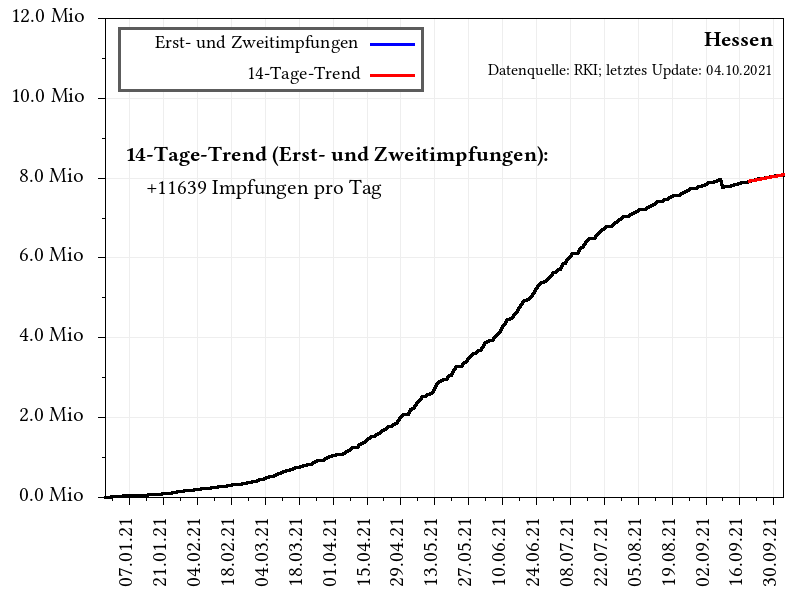 12.0 Mio
10.0 Mio
8.0 Mio
6.0 Mio
4.0 Mio
2.0 Mio
0.0 Mio
Erst- und Zweitimpfungen
14-Tage-Trend
Hessen
Datenquelle: RKI; letztes Update: 04.10.2021
14-Tage-Trend (Erst- und Zweitimpfungen):
+11639 Impfungen pro Tag
07.01.21
21.01.21
04.02.21
18.02.21
04.03.21
18.03.21
01.04.21
15.04.21
29.04.21
13.05.21
27.05.21
10.06.21
24.06.21
08.07.21
22.07.21
05.08.21
19.08.21
02.09.21
16.09.21
30.09.21